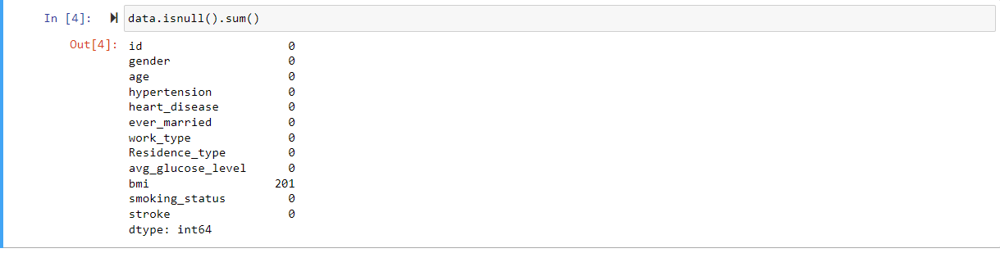 In [4]: data.isnull().sum()
Out[4]: id 0
gender 0
age 0
hypertension 0
heart_disease 0
ever_married 0
work_type 0
Residence_type 0
avg_glucose_level 0
bmi 201
smoking_status 0
stroke 0
dtype: int64